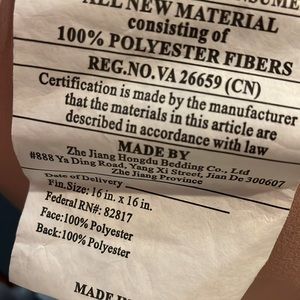 ALL NEW MATERIAL
consisting of
100% POLYESTER FIBERS
REG.NO.VA 26659 (CN)
Certification is made by the manufacturer
that the materials in this article are
described in accordance with law
MADE BY
Zhe Jiang Hongdu Bedding Co., Ltd
#888 Ya Ding Road, Yang Xi Street, Jian De 300607
Zhe Jiang Province
Date of Delivery
Fin. Size: 16 in. x 16 in.
Federal RN#: 82817
Face:100% Polyester
Back:100% Polyester
MADE